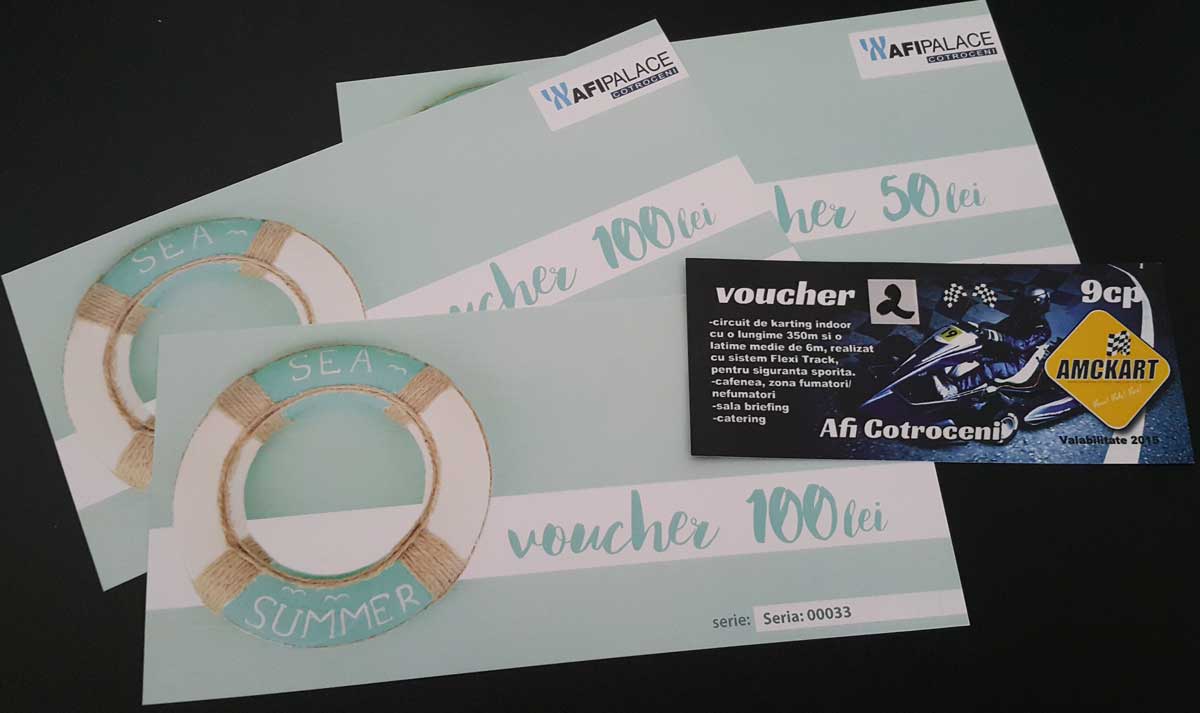 AFIPALACE
COTROCENI
AFIPALACE
COTROCENI
her 50 lei
SEA
ucher 100 lei
voucher 2 9cp
-circuit de karting indoor
cu o lungime 350m si o
latime medie de 6m, realizat
cu sistem Flexi Track,
pentru siguranta sporita.
-cafenea, zona fumatori/
nefumatori
-sala briefing
-catering
AMCKART
Afi Cotroceni
Valabilitate 2015
SEA
SUMMER
voucher 100 lei
serie: Seria: 00033